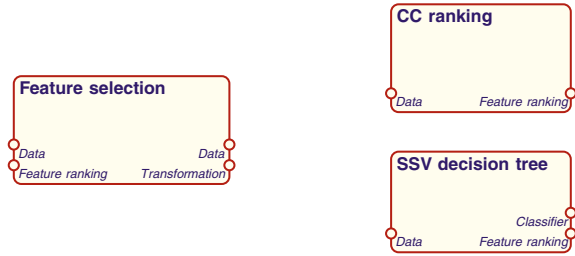 Feature selection
Data Data
Feature ranking Transformation
CC ranking
Data Feature ranking
SSV decision tree
Classifier
Data Feature ranking